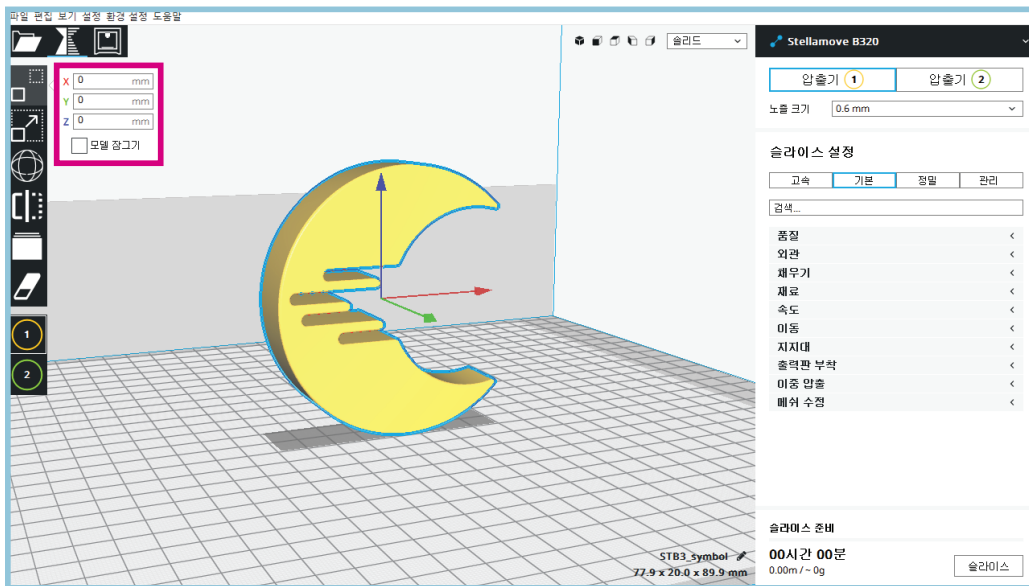 파일 편집 보기 설정 환경 설정 도움말
X 0 mm
Y 0 mm
Z 0 mm
모델 잠그기
1
2
솔리드
Stellamove B320
압출기 1 압출기 2
노즐 크기 0.6 mm
슬라이스 설정
고속 기본 정밀 관리
검색...
품질
외관
채우기
재료
속도
이동
지지대
출력판 부착
이중 압출
메쉬 수정
STB3_symbol
77.9 x 20.0 x 89.9 mm
슬라이스 준비
00시간 00분
0.00m / ~ 0g
슬라이스